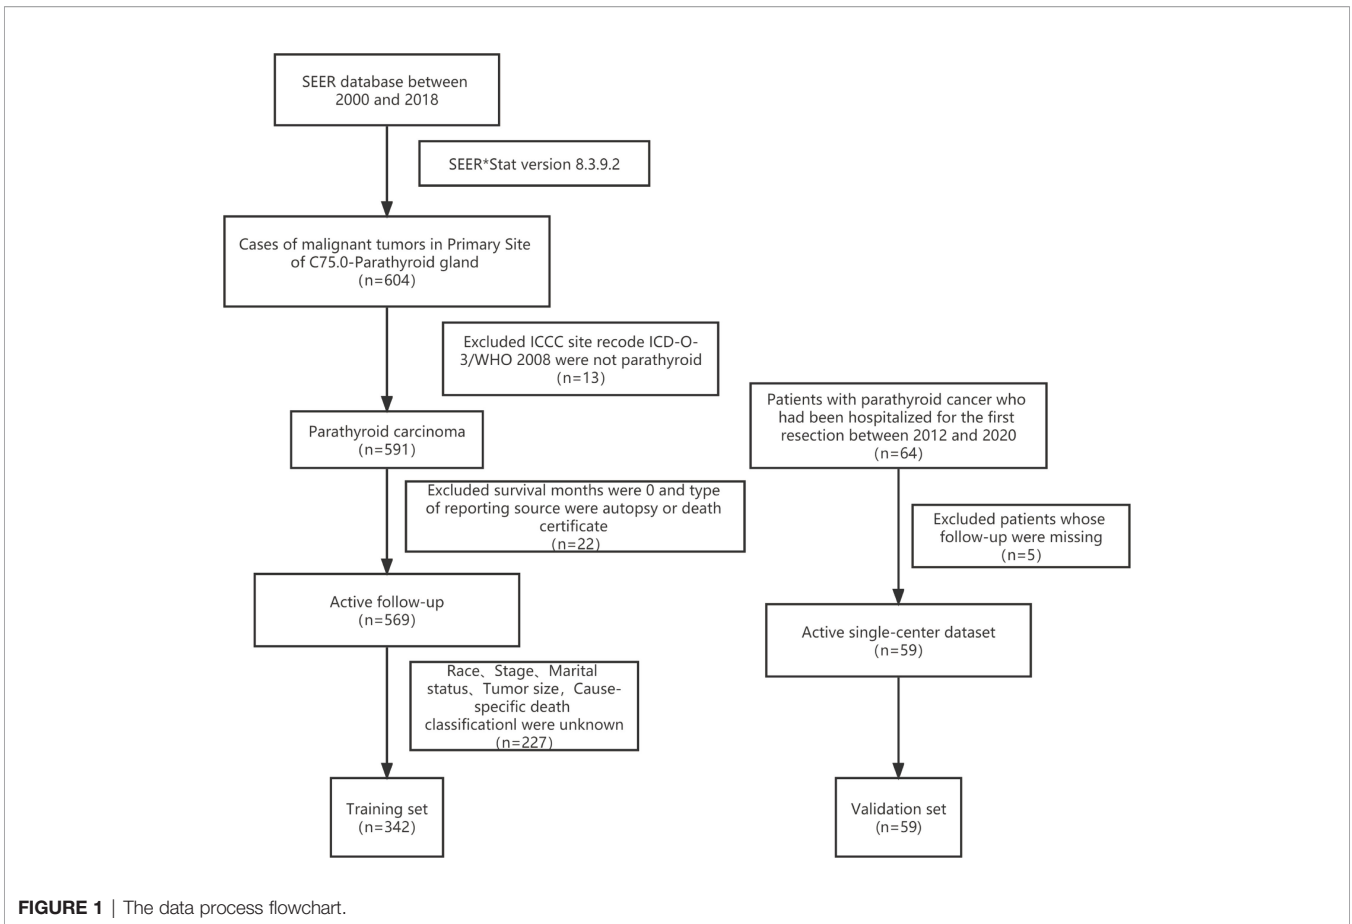 SEER database between
2000 and 2018
SEER*Stat version 8.3.9.2
Cases of malignant tumors in Primary Site
of C75.0-Parathyroid gland
(n=604)
Excluded ICCC site recode ICD-O-
3/WHO 2008 were not parathyroid
(n=13)
Parathyroid carcinoma
(n=591)
Excluded survival months were 0 and type
of reporting source were autopsy or death
certificate
(n=22)
Active follow-up
(n=569)
Race、Stage、Marital
status、Tumor size，Cause-
specific death
classificationl were unknown
(n=227)
Training set
(n=342)
Patients with parathyroid cancer who
had been hospitalized for the first
resection between 2012 and 2020
(n=64)
Excluded patients whose
follow-up were missing
(n=5)
Active single-center dataset
(n=59)
Validation set
(n=59)
FIGURE 1 | The data process flowchart.